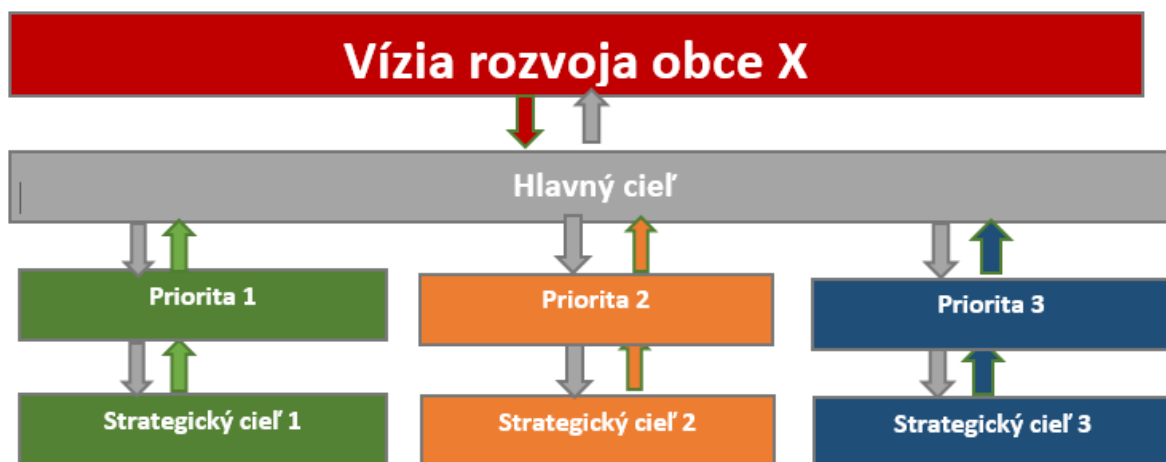 Vízia rozvoja obce X
Hlavný cieľ
Priorita 1
Priorita 2
Priorita 3
Strategický cieľ 1
Strategický cieľ 2
Strategický cieľ 3